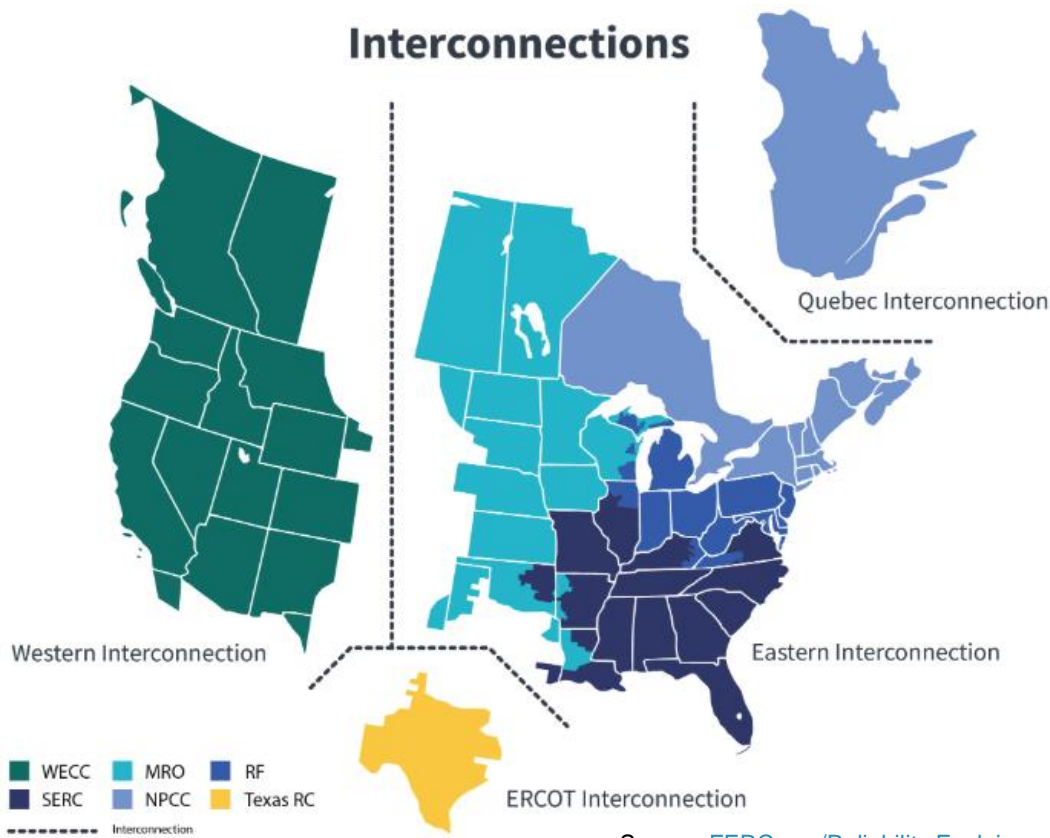 Interconnections
Quebec Interconnection
Western Interconnection
Eastern Interconnection
ERCOT Interconnection
WECC
MRO
RF
SERC
NPCC
Texas RC
Interconnection